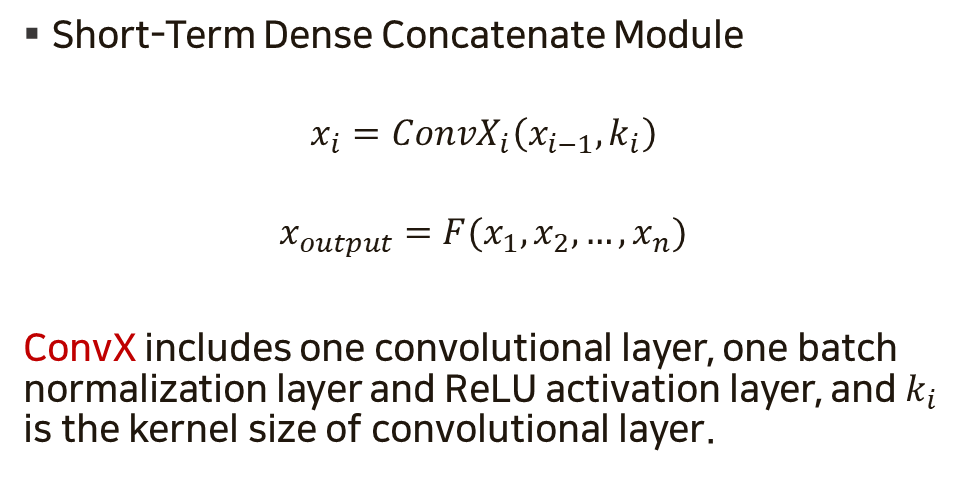 ▪ Short-Term Dense Concatenate Module
x_i = ConvX_i(x_{i-1}, k_i)
x_{output} = F(x_1, x_2, ..., x_n)
ConvX includes one convolutional layer, one batch
normalization layer and ReLU activation layer, and k_i
is the kernel size of convolutional layer.